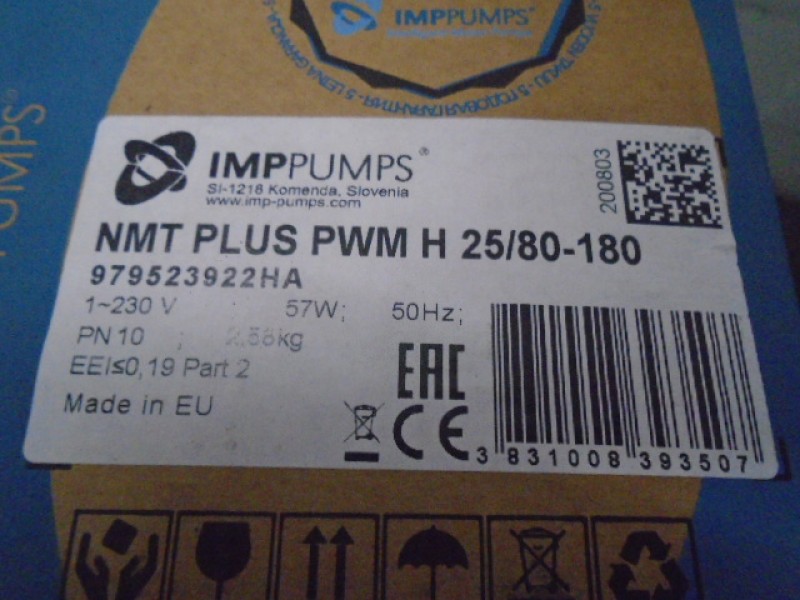 IMPPUMPS®
PUMPS®
IMPPUMPS®
SI-1218 Komenda, Slovenia
www.imp-pumps.com
200803
NMT PLUS PWM H 25/80-180
979523922HA
1~230 V ; 57W; 50Hz;
PN 10 ; 2.58kg
EEI≤0,19 Part 2
Made in EU
EAC
CE
3 831008 393507